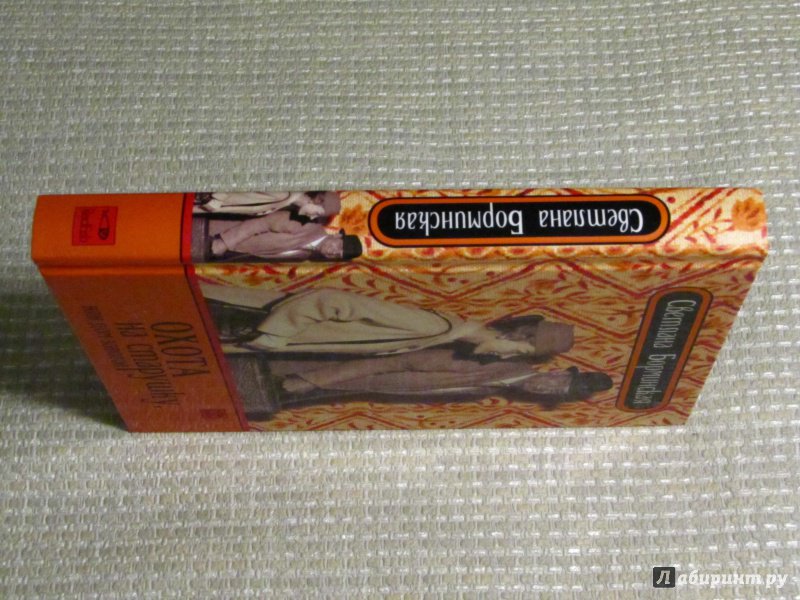 Светлана Борминская
Светлана Борминская
ОХОТА
на старушку,
Лабиринт.ру